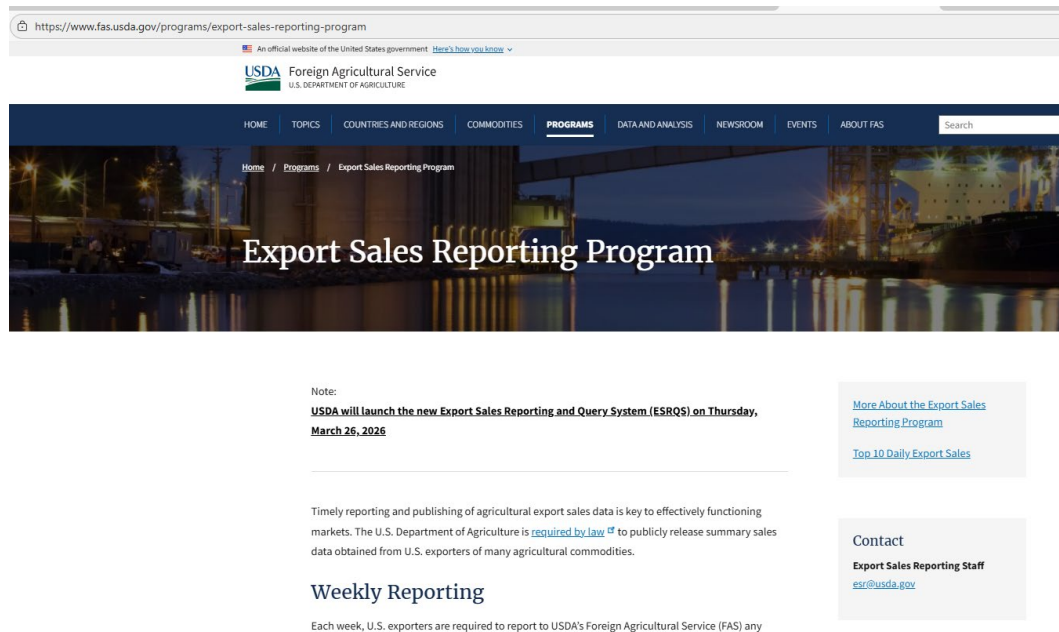 https://www.fas.usda.gov/programs/export-sales-reporting-program
An official website of the United States government Here's how you know
USDA Foreign Agricultural Service
U.S. DEPARTMENT OF AGRICULTURE
HOME TOPICS COUNTRIES AND REGIONS COMMODITIES PROGRAMS DATA AND ANALYSIS NEWSROOM EVENTS ABOUT FAS Search
Home / Programs / Export Sales Reporting Program
Export Sales Reporting Program
Note:
USDA will launch the new Export Sales Reporting and Query System (ESRQS) on Thursday,
March 26, 2026
Timely reporting and publishing of agricultural export sales data is key to effectively functioning
markets. The U.S. Department of Agriculture is required by law to publicly release summary sales
data obtained from U.S. exporters of many agricultural commodities.
Weekly Reporting
Each week, U.S. exporters are required to report to USDA's Foreign Agricultural Service (FAS) any
More About the Export Sales
Reporting Program
Top 10 Daily Export Sales
Contact
Export Sales Reporting Staff
esr@usda.gov